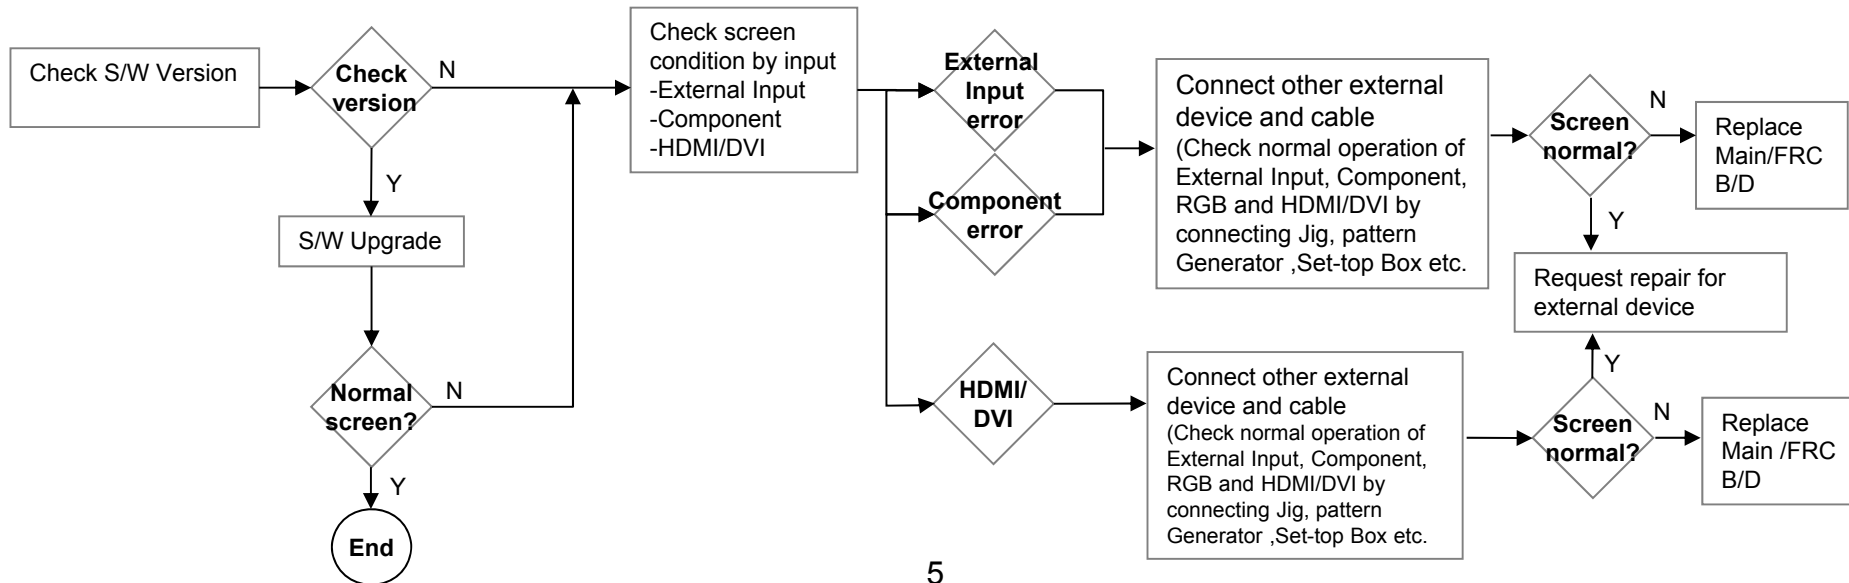 Check S/W Version
Check
version
N
Y
S/W Upgrade
Normal
screen?
N
Y
End
Check screen
condition by input
-External Input
-Component
-HDMI/DVI
External
Input
error
Component
error
HDMI/
DVI
Connect other external
device and cable
(Check normal operation of
External Input, Component,
RGB and HDMI/DVI by
connecting Jig, pattern
Generator ,Set-top Box etc.
Screen
normal?
N
Replace
Main/FRC
B/D
Y
Request repair for
external device
Connect other external
device and cable
(Check normal operation of
External Input, Component,
RGB and HDMI/DVI by
connecting Jig, pattern
Generator ,Set-top Box etc.
Y
Screen
normal?
N
Replace
Main /FRC
B/D
5